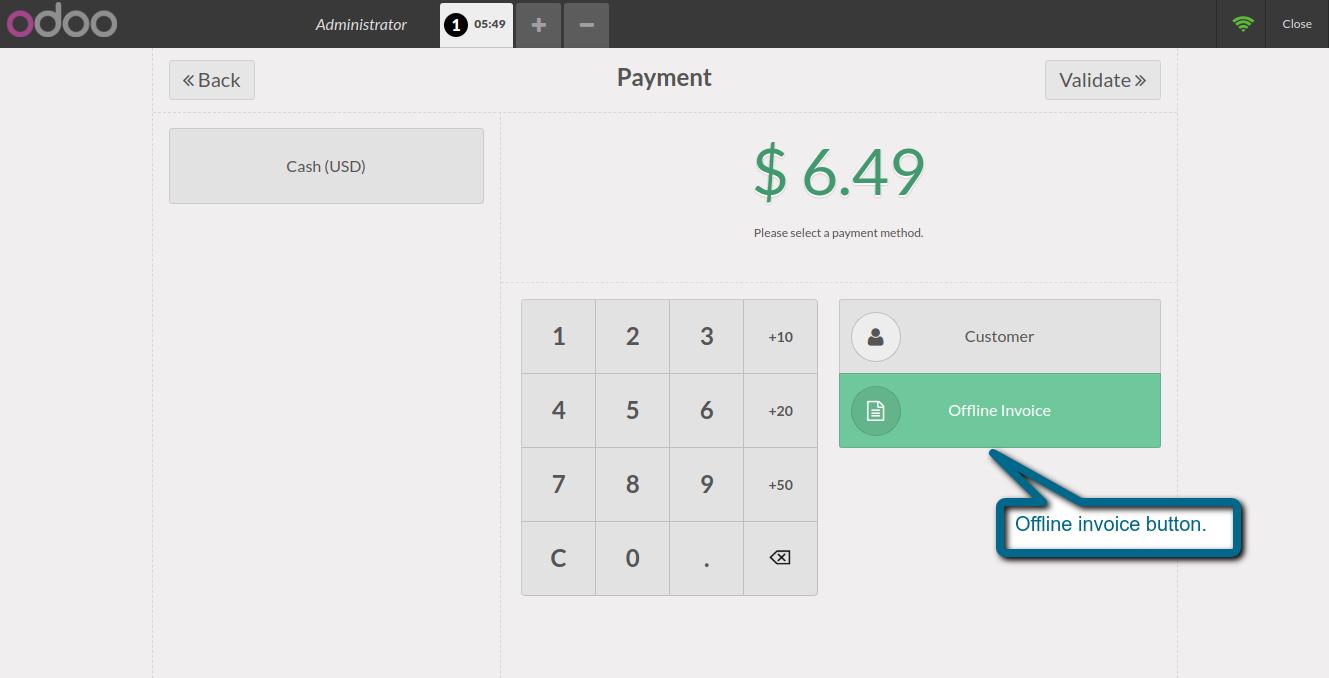 odoo
Administrator
1 05:49
+
−
Close
Back
Payment
Validate
Cash (USD)
$ 6.49
Please select a payment method.
1 2 3 +10
4 5 6 +20
7 8 9 +50
C 0 .
Customer
Offline Invoice
Offline invoice button.